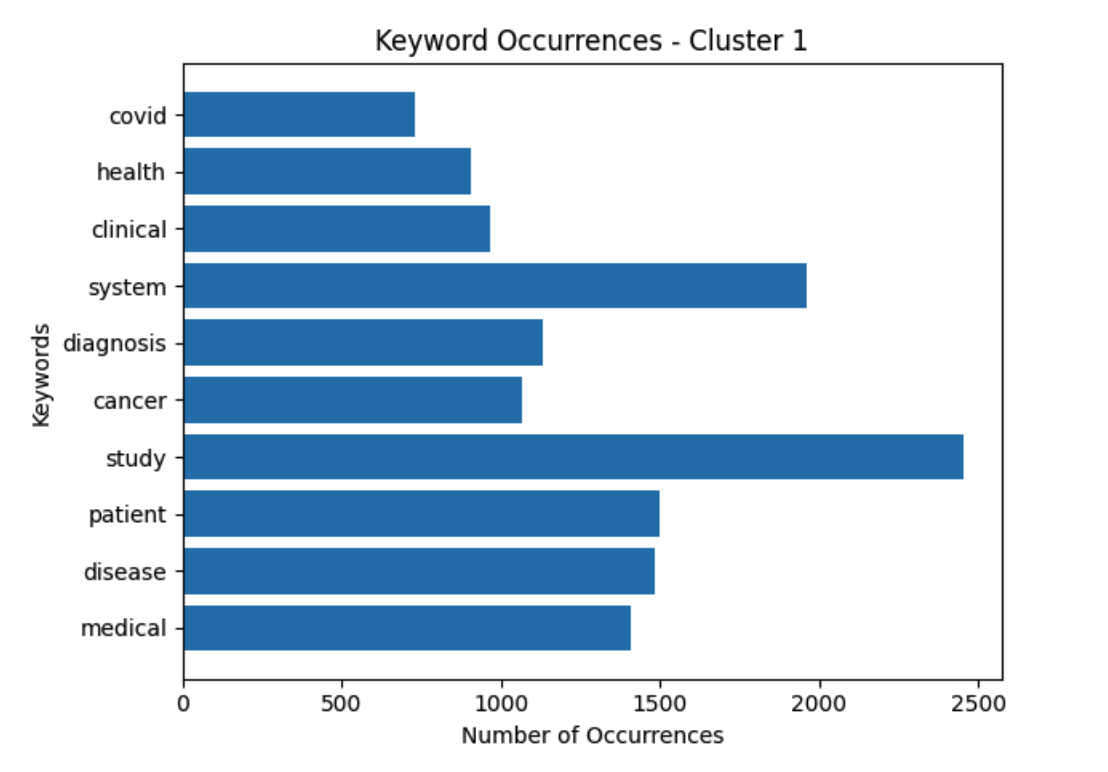 Keyword Occurrences - Cluster 1
covid
health
clinical
system
diagnosis
cancer
study
patient
disease
medical
Keywords
0 500 1000 1500 2000 2500
Number of Occurrences